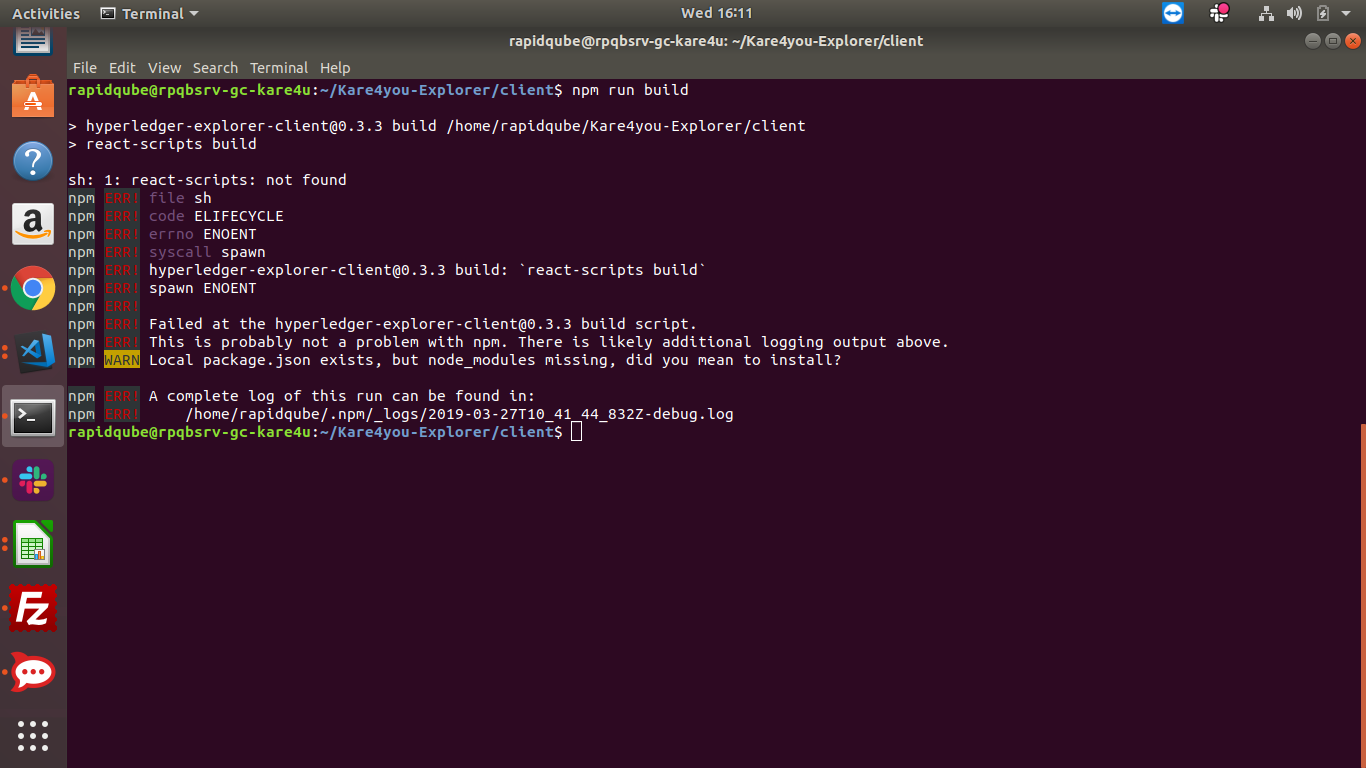 Activities Terminal Wed 16:11
rapidqube@rpqbsrv-gc-kare4u: ~/Kare4you-Explorer/client
File Edit View Search Terminal Help
rapidqube@rpqbsrv-gc-kare4u:~/Kare4you-Explorer/client$ npm run build
> hyperledger-explorer-client@0.3.3 build /home/rapidqube/Kare4you-Explorer/client
> react-scripts build
sh: 1: react-scripts: not found
npm ERR! file sh
npm ERR! code ELIFECYCLE
npm ERR! errno ENOENT
npm ERR! syscall spawn
npm ERR! hyperledger-explorer-client@0.3.3 build: `react-scripts build`
npm ERR! spawn ENOENT
npm ERR!
npm ERR! Failed at the hyperledger-explorer-client@0.3.3 build script.
npm ERR! This is probably not a problem with npm. There is likely additional logging output above.
npm WARN Local package.json exists, but node_modules missing, did you mean to install?
npm ERR! A complete log of this run can be found in:
npm ERR!     /home/rapidqube/.npm/_logs/2019-03-27T10_41_44_832Z-debug.log
rapidqube@rpqbsrv-gc-kare4u:~/Kare4you-Explorer/client$